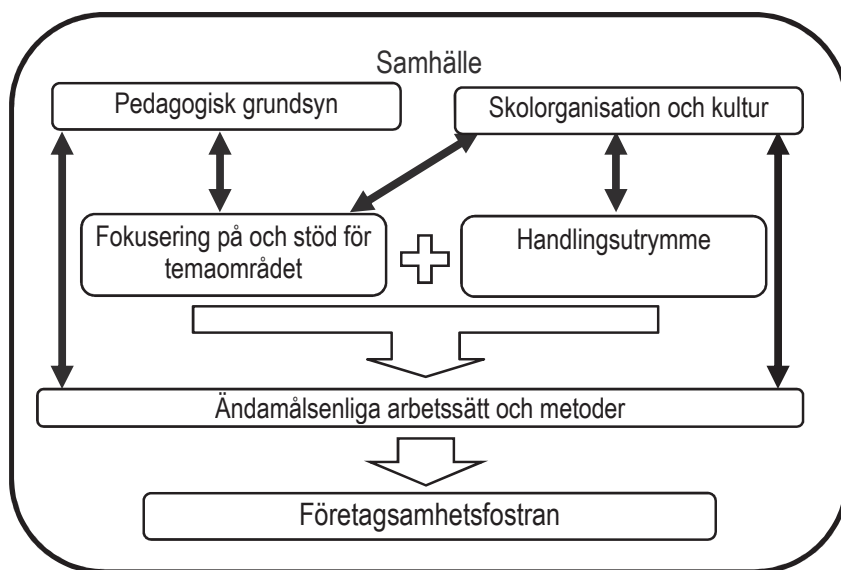 Samhälle
Pedagogisk grundsyn
Skolorganisation och kultur
Fokusering på och stöd för
temaområdet
Handlingsutrymme
Ändamålsenliga arbetssätt och metoder
Företagsamhetsfostran